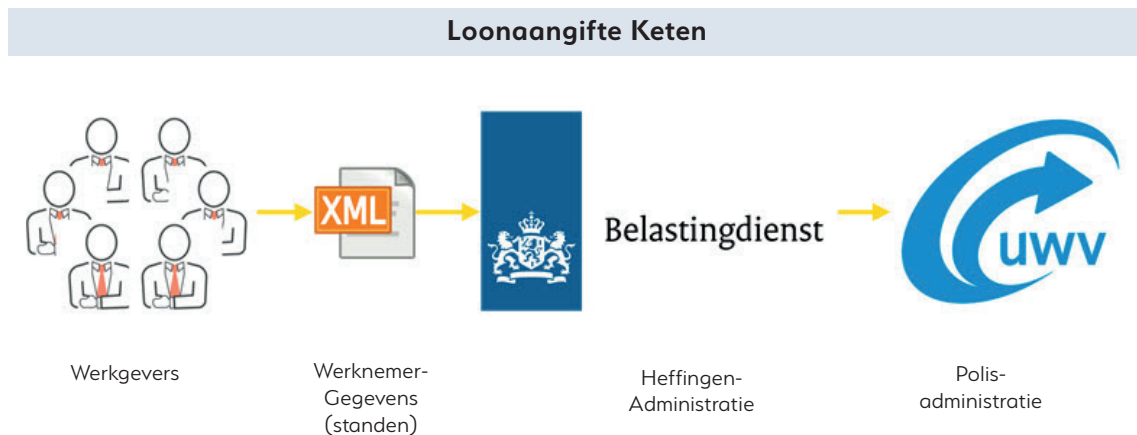 Loonaangifte Keten
XML
Belastingdienst
uwv
Werkgevers
Werknemer-
Gegevens
(standen)
Heffingen-
Administratie
Polis-
administratie